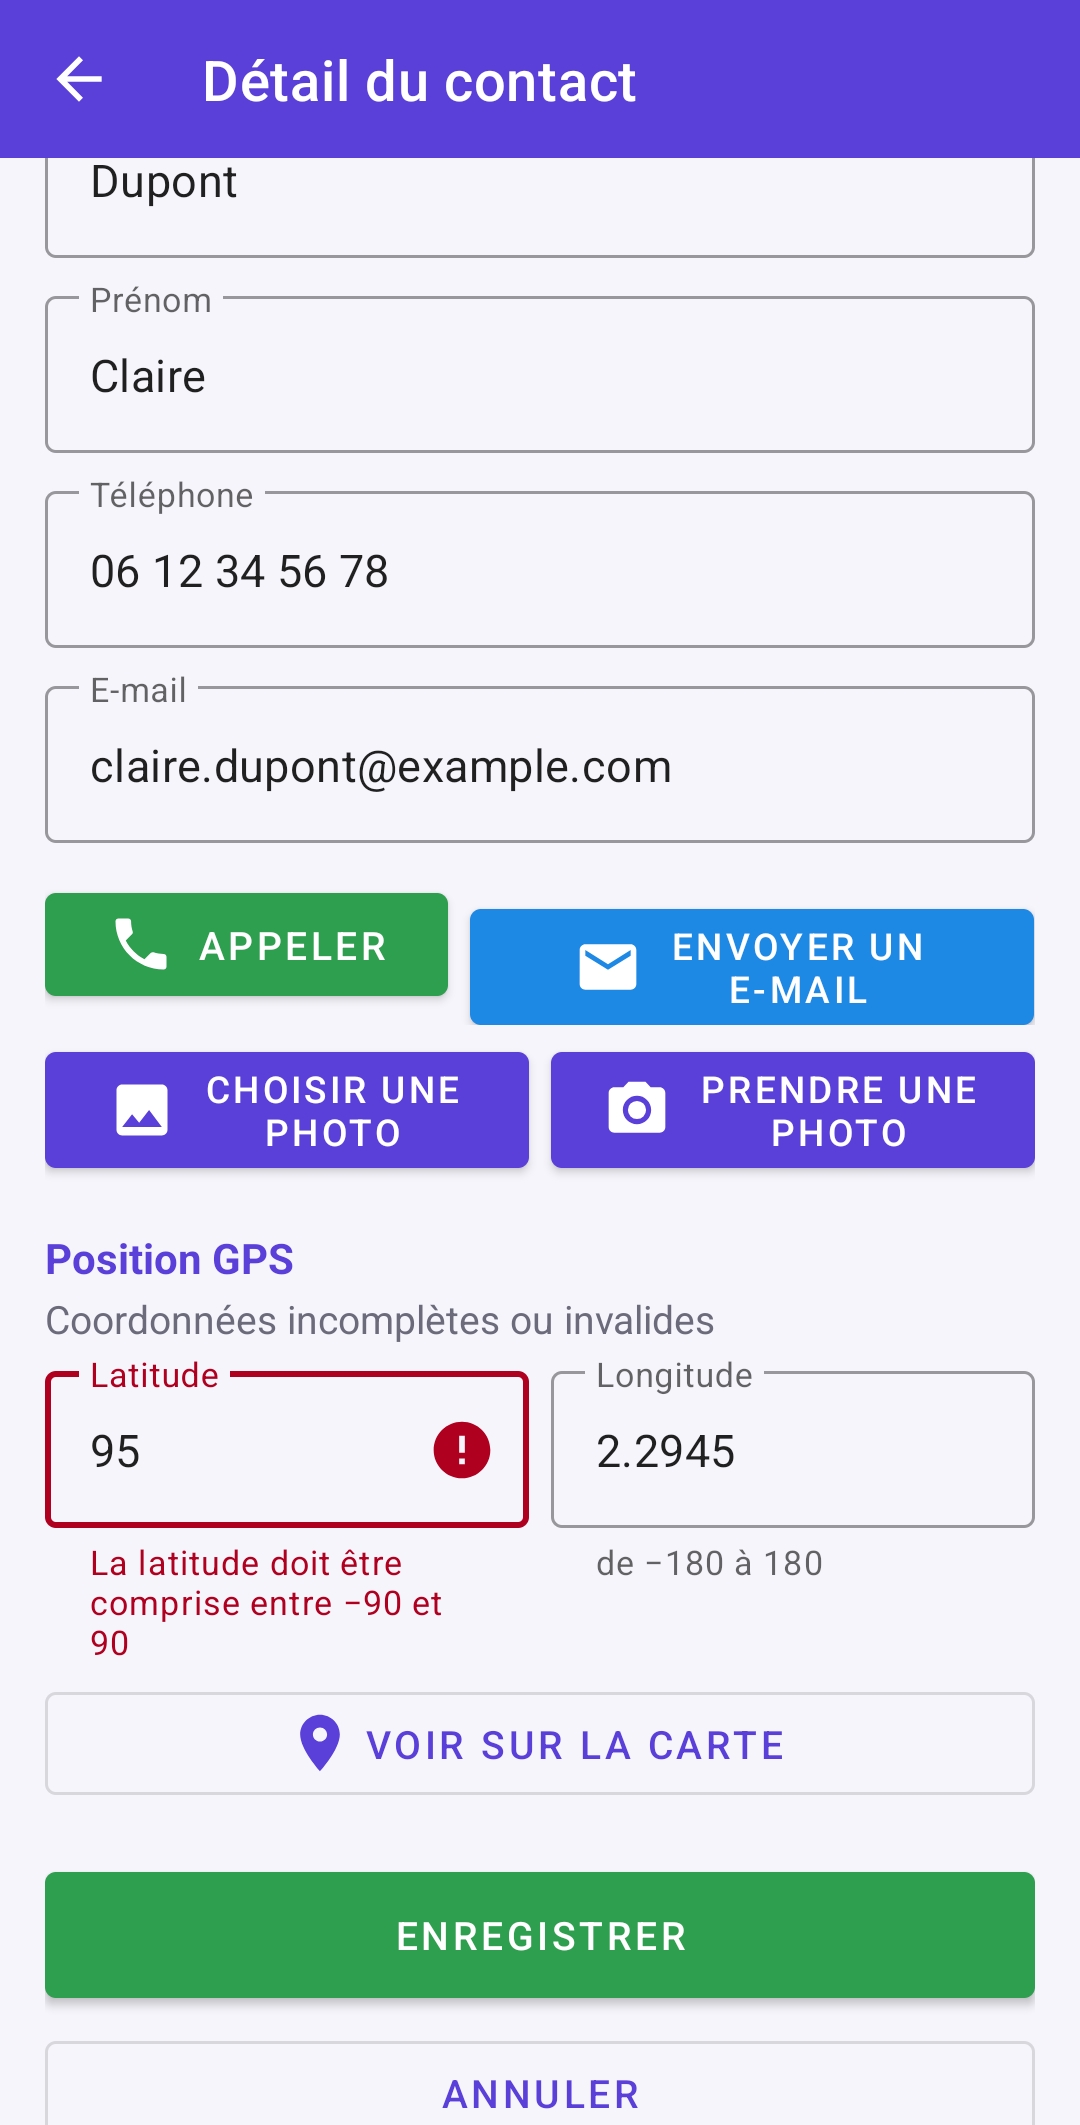 Détail du contact
Dupont
Prénom
Claire
Téléphone
06 12 34 56 78
E-mail
claire.dupont@example.com
APPELER
ENVOYER UN
E-MAIL
CHOISIR UNE
PHOTO
PRENDRE UNE
PHOTO
Position GPS
Coordonnées incomplètes ou invalides
Latitude
95
La latitude doit être
comprise entre −90 et
90
Longitude
2.2945
de −180 à 180
VOIR SUR LA CARTE
ENREGISTRER
ANNULER